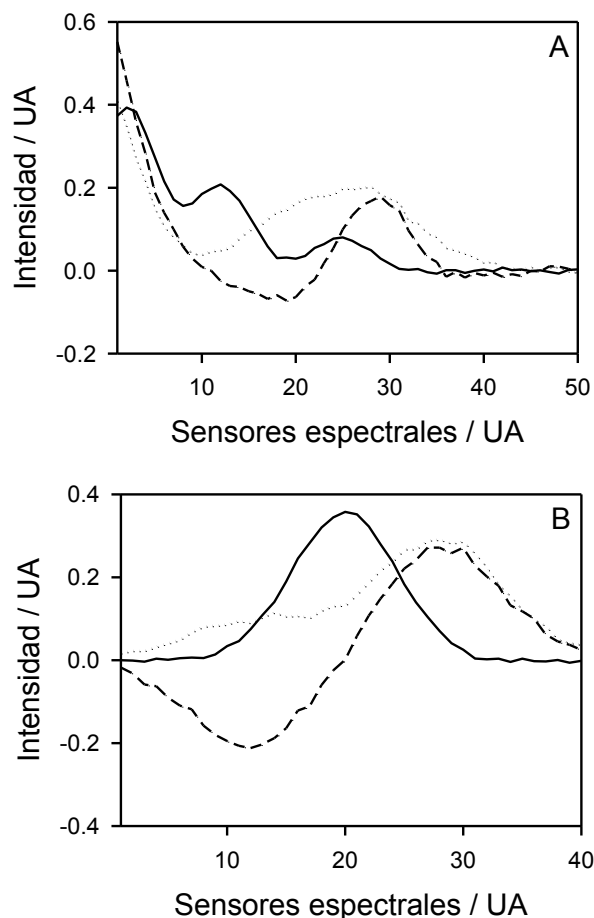 A
Intensidad / UA
0.6
0.4
0.2
0.0
-0.2
10 20 30 40 50
Sensores espectrales / UA
B
Intensidad / UA
0.4
0.2
0.0
-0.2
-0.4
10 20 30 40
Sensores espectrales / UA